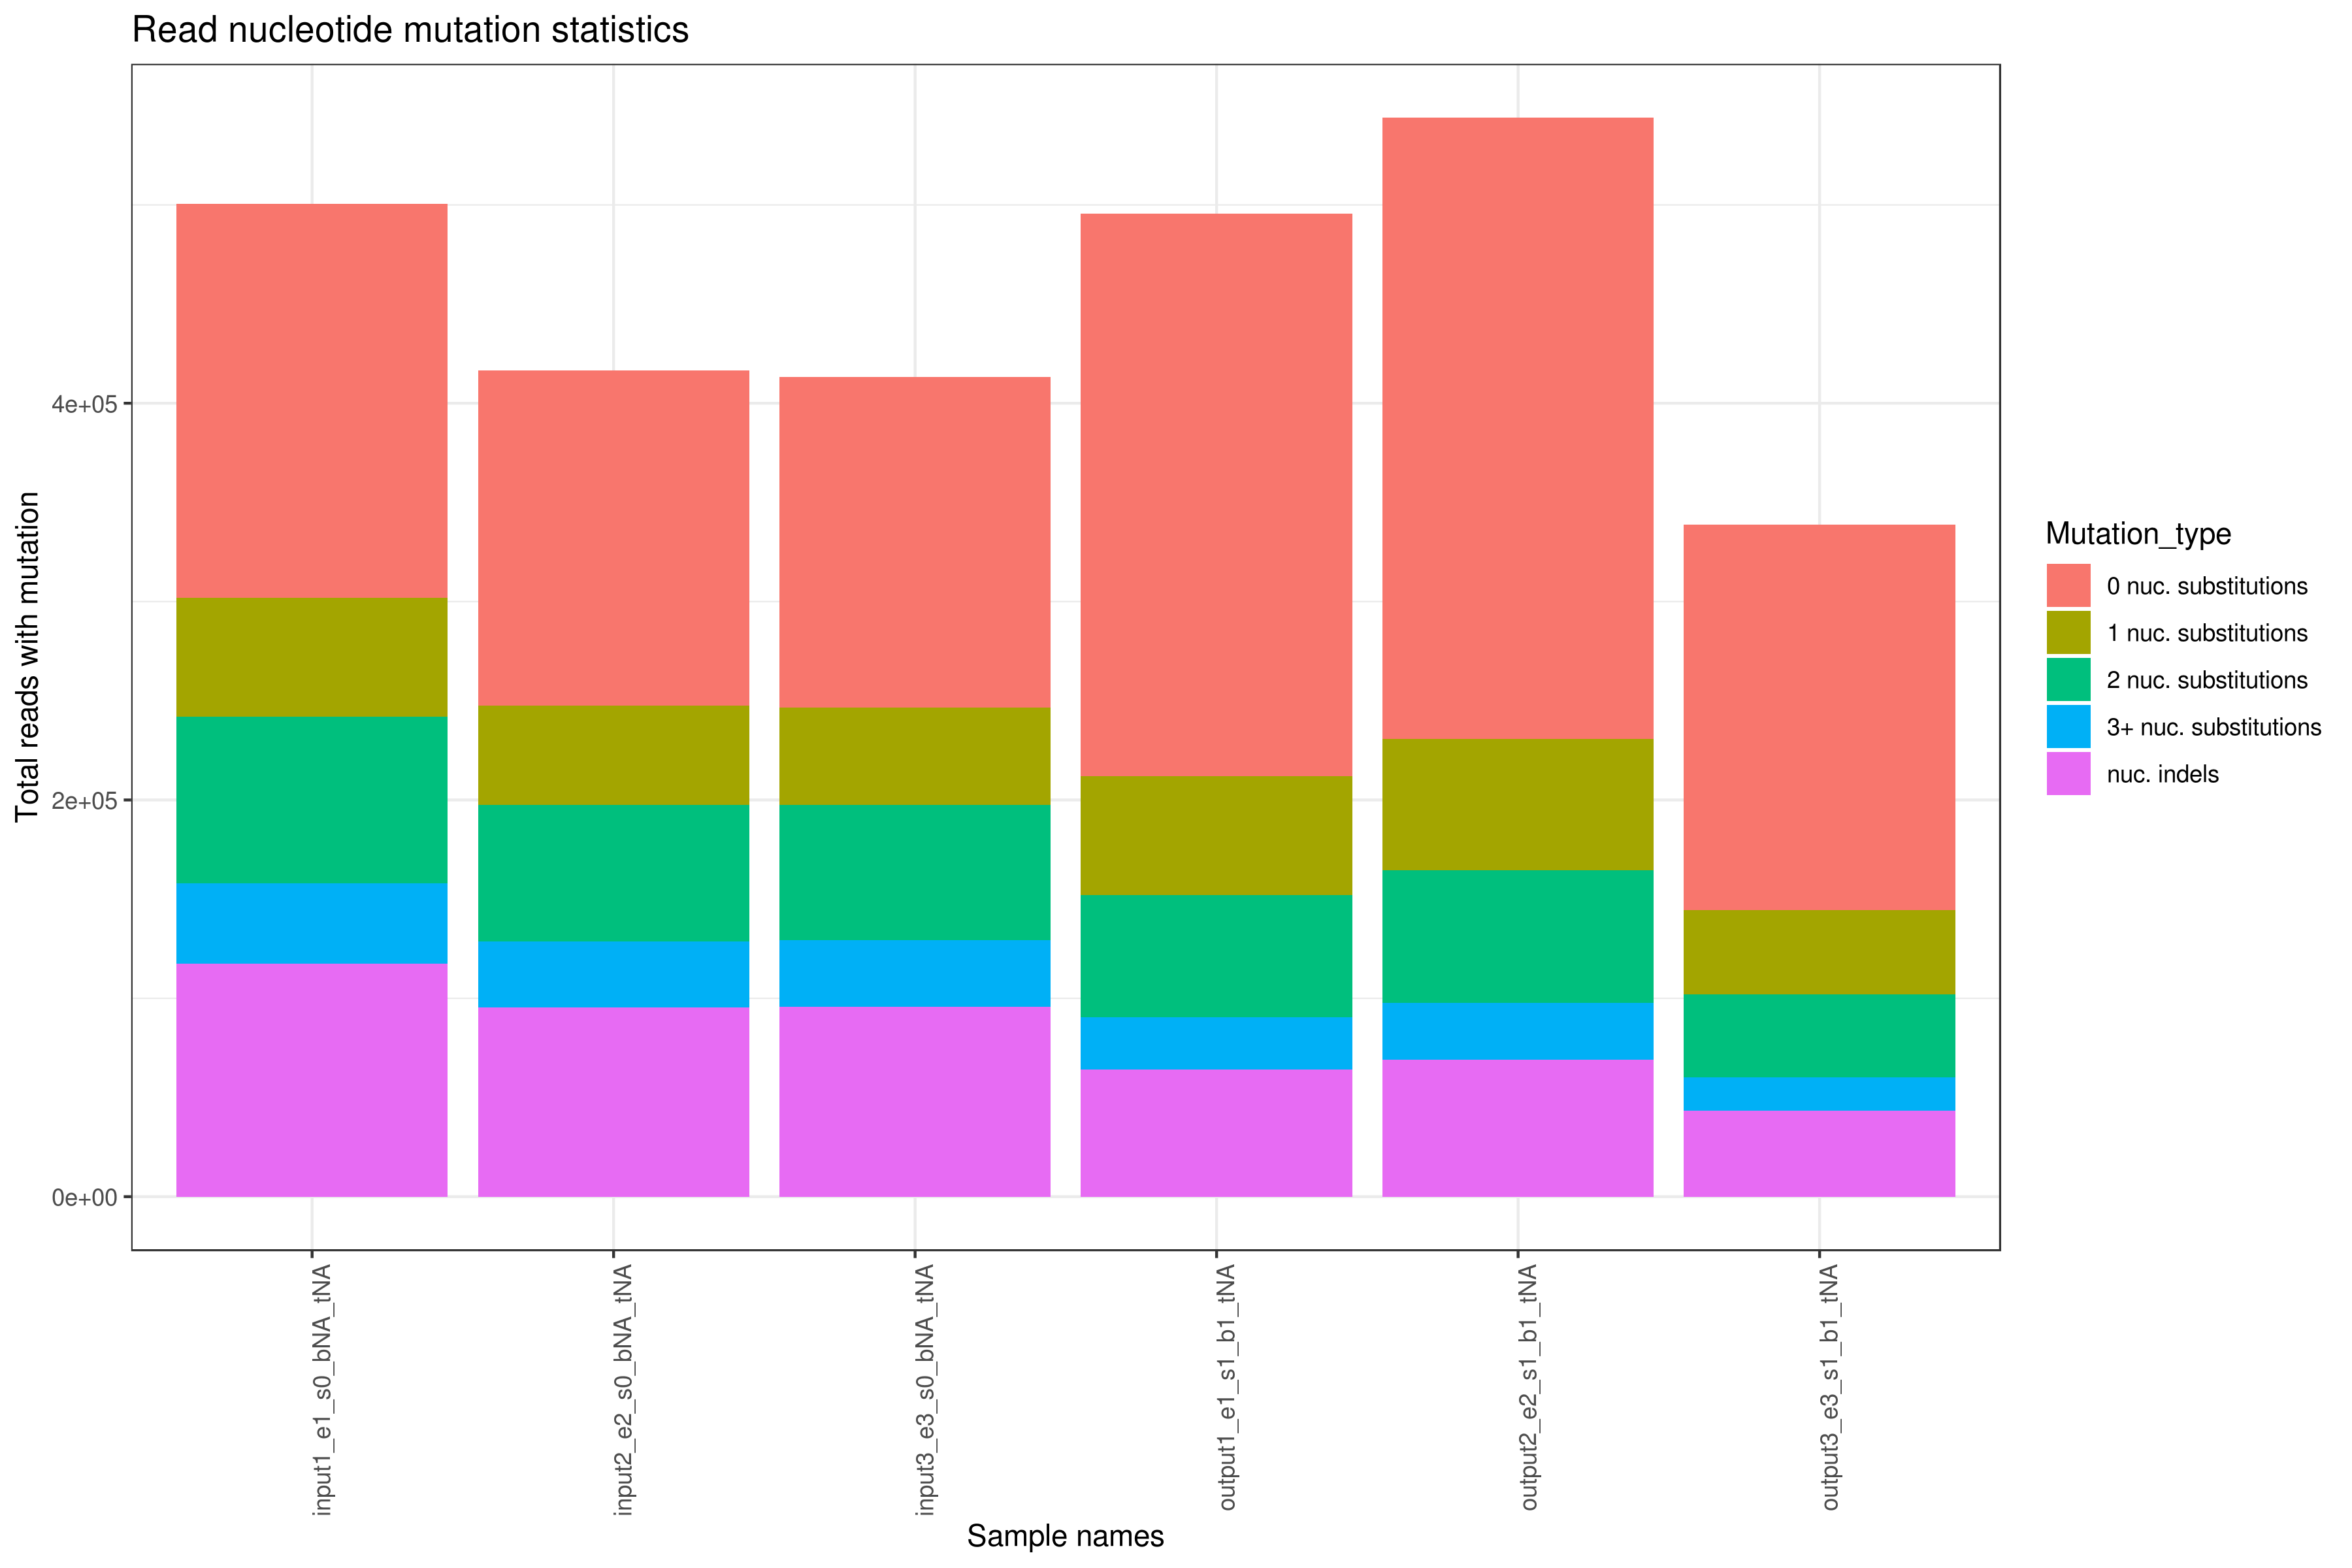 Read nucleotide mutation statistics
Total reads with mutation
4e+05
2e+05
0e+00
input1_e1_s0_bNA_tNA
input2_e2_s0_bNA_tNA
input3_e3_s0_bNA_tNA
output1_e1_s1_b1_tNA
output2_e2_s1_b1_tNA
output3_e3_s1_b1_tNA
Sample names
Mutation_type
0 nuc. substitutions
1 nuc. substitutions
2 nuc. substitutions
3+ nuc. substitutions
nuc. indels